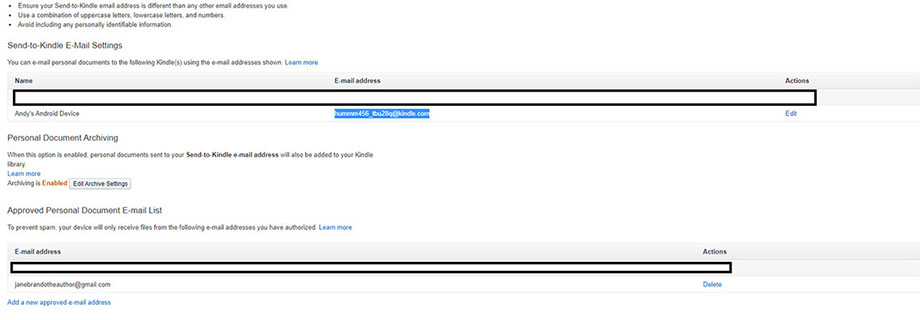 Ensure your Send-to-Kindle email address is different than any other email addresses you use.
Use a combination of uppercase letters, lowercase letters, and numbers.
Avoid including any personally identifiable information.
Send-to-Kindle E-Mail Settings
You can e-mail personal documents to the following Kindle(s) using the e-mail addresses shown. Learn more
Name E-mail address Actions
Andy's Android Device hummm456_tbu28q@kindle.com Edit
Personal Document Archiving
When this option is enabled, personal documents sent to your Send-to-Kindle e-mail address will also be added to your Kindle
library.
Learn more
Archiving is Enabled Edit Archive Settings
Approved Personal Document E-mail List
To prevent spam, your device will only receive files from the following e-mail addresses you have authorized. Learn more
E-mail address Actions
janebrandotheauthor@gmail.com Delete
Add a new approved e-mail address